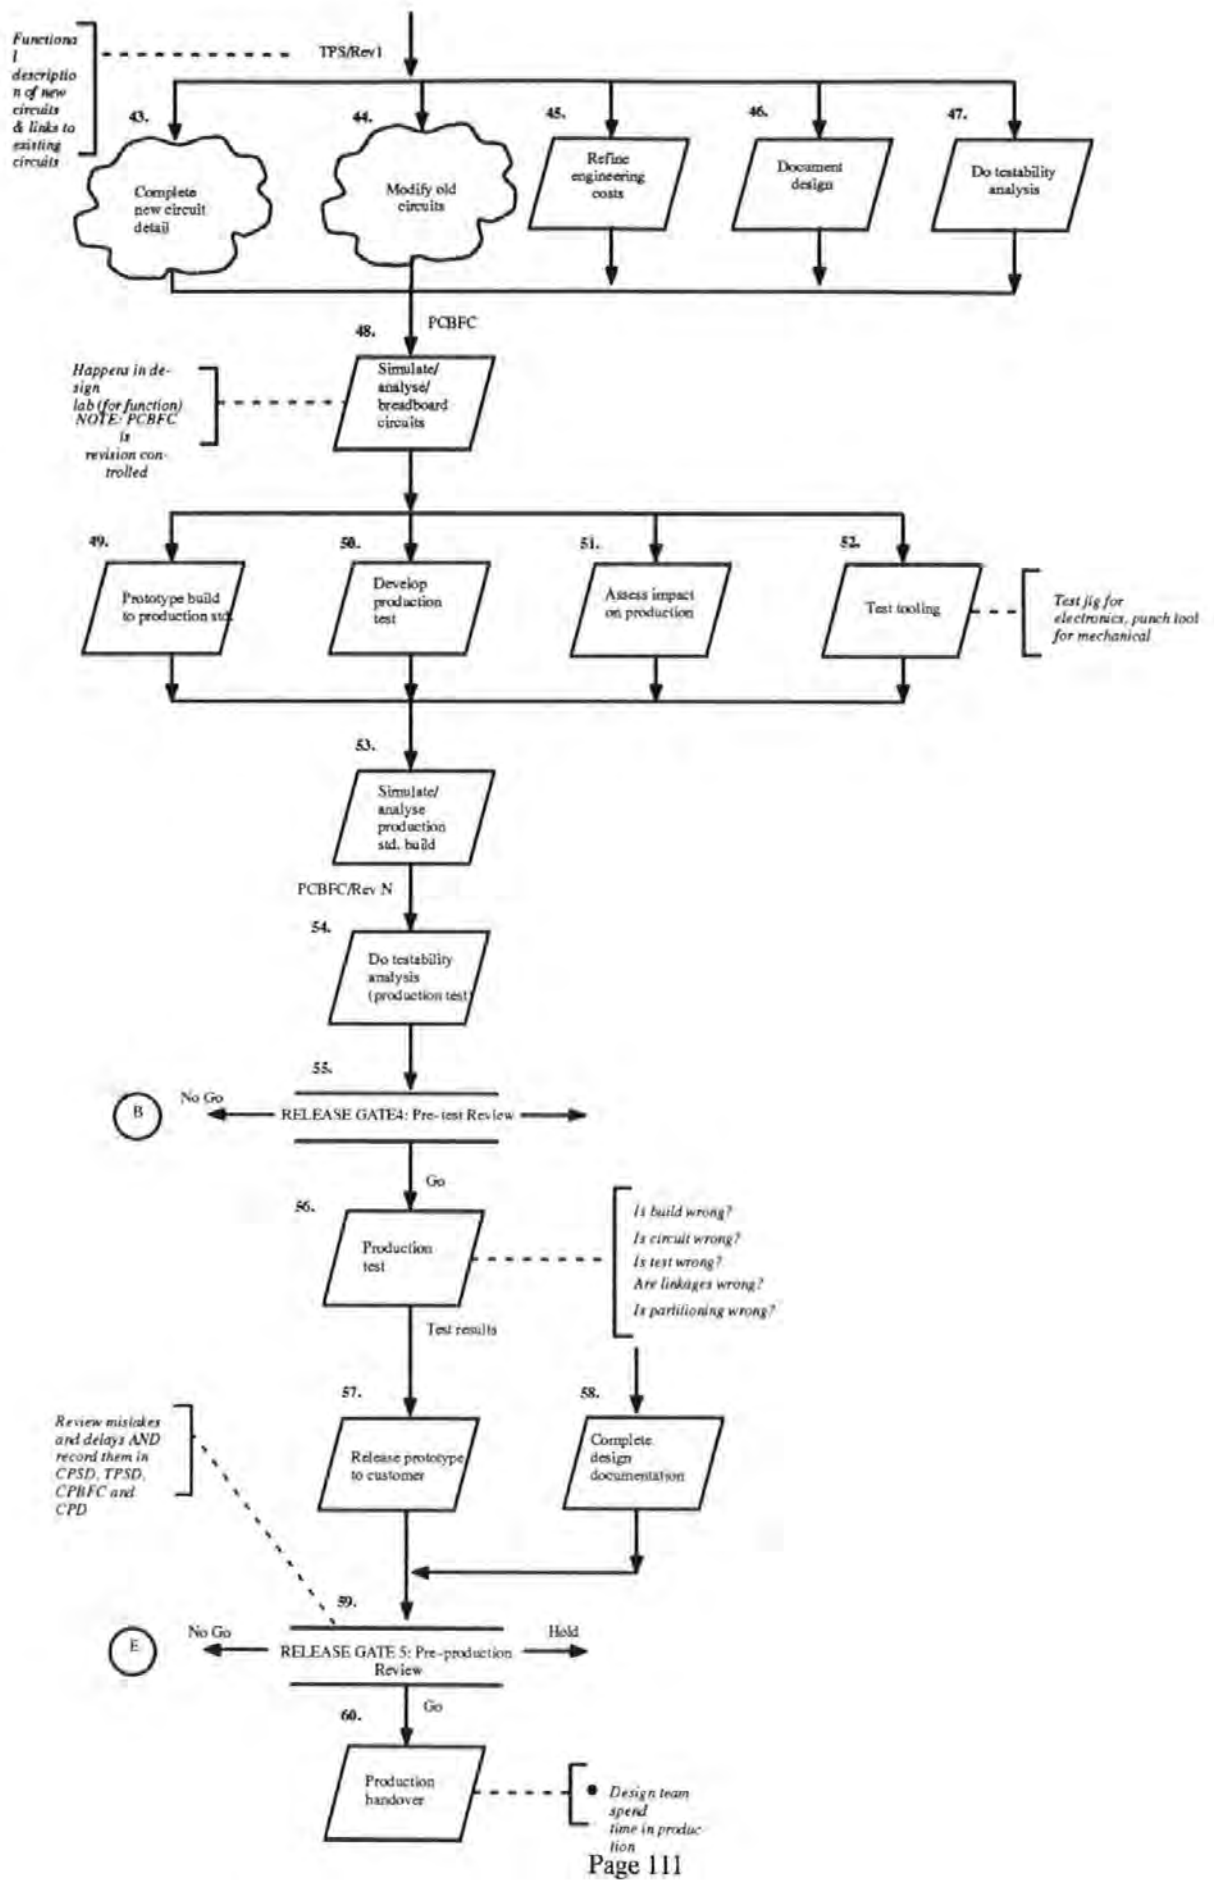 Functiona
l
descriptio
n of new
circuits
& links to
existing
circuits
TPS/Rev1
43.
Complete
new circuit
detail
44.
Modify old
circuits
45.
Refine
engineering
costs
46.
Document
design
47.
Do testability
analysis
PCBFC
48.
Simulate/
analyse/
breadboard
circuits
Happens in de-
sign
lab (for function)
NOTE: PCBFC
is
revision con-
trolled
49.
Prototype build
to production std.
50.
Develop
production
test
51.
Assess impact
on production
52.
Test tooling
Test jig for
electronics, punch tool
for mechanical
53.
Simulate/
analyse
production
std. build
PCBFC/Rev N
54.
Do testability
analysis
(production test)
55.
B
No Go
RELEASE GATE4: Pre-test Review
Go
56.
Production
test
Is build wrong?
Is circuit wrong?
Is test wrong?
Are linkages wrong?
Is partitioning wrong?
Test results
57.
Release prototype
to customer
58.
Complete
design
documentation
Review mistakes
and delays AND
record them in
CPSD, TPSD,
CPBFC and
CPD
59.
E
No Go
RELEASE GATE 5: Pre-production
Review
Hold
Go
60.
Production
handover
● Design team
spend
time in produc-
tion
Page 111